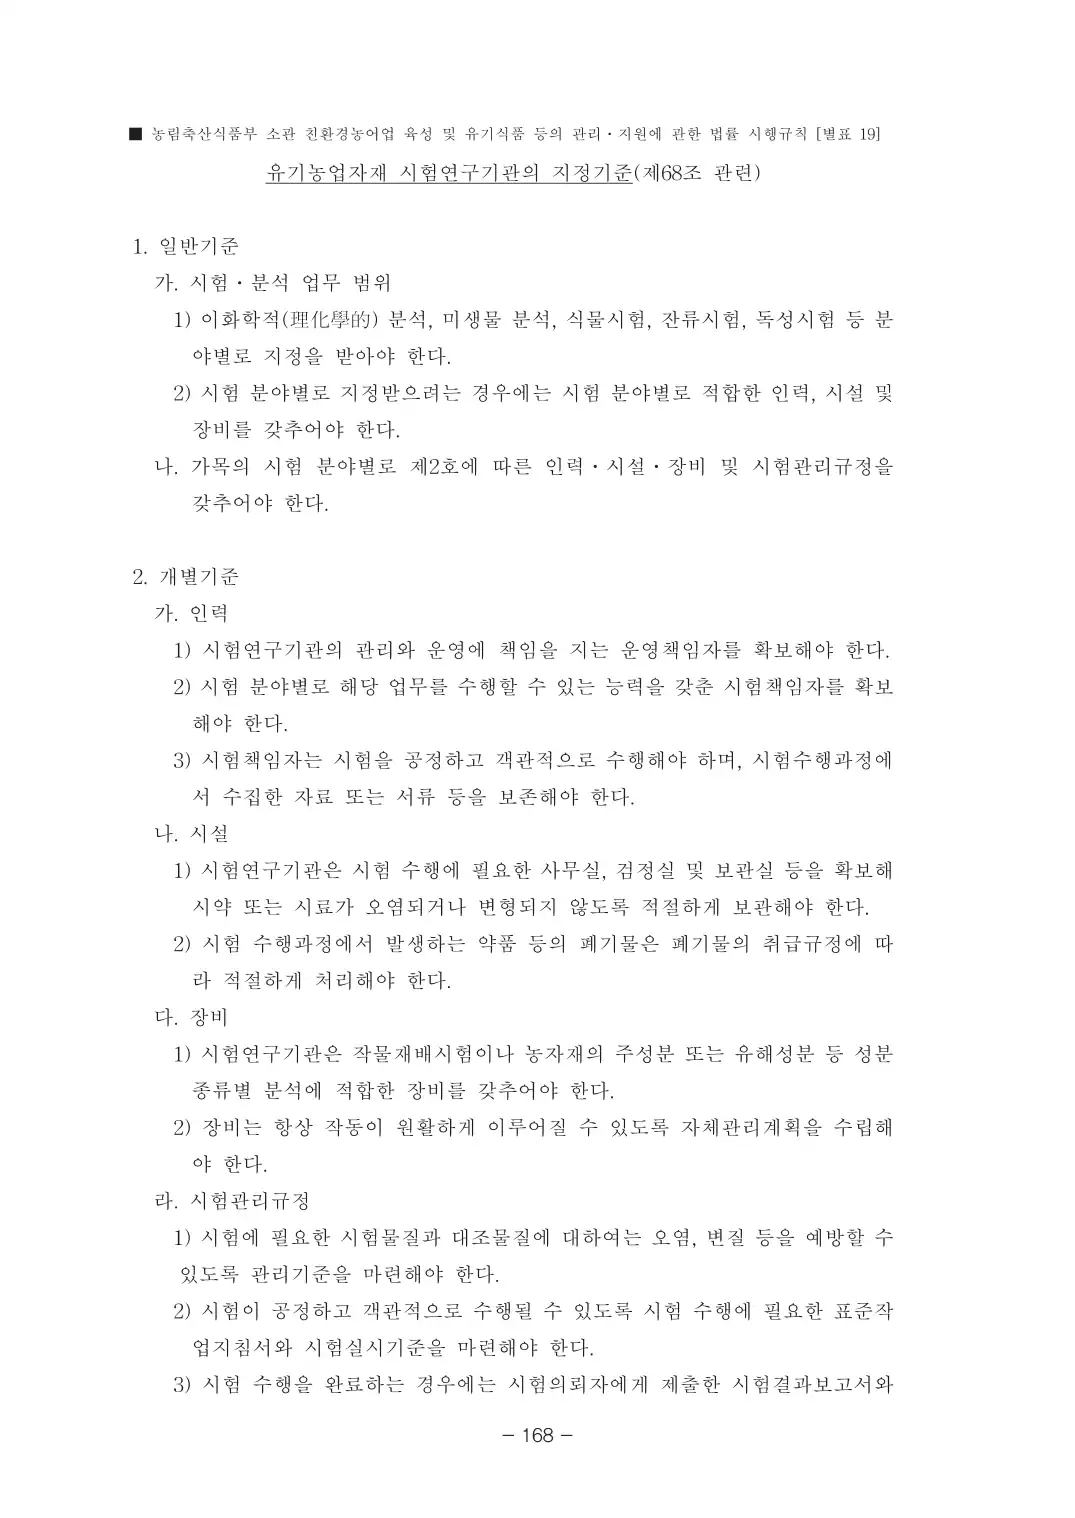 ■ 농림축산식품부 소관 친환경농어업 육성 및 유기식품 등의 관리・지원에 관한 법률 시행규칙 [별표 19]
유기농업자재 시험연구기관의 지정기준(제68조 관련)
1. 일반기준
가. 시험・분석 업무 범위
1) 이화학적(理化學的) 분석, 미생물 분석, 식물시험, 잔류시험, 독성시험 등 분
야별로 지정을 받아야 한다.
2) 시험 분야별로 지정받으려는 경우에는 시험 분야별로 적합한 인력, 시설 및
장비를 갖추어야 한다.
나. 가목의 시험 분야별로 제2호에 따른 인력・시설・장비 및 시험관리규정을
갖추어야 한다.
2. 개별기준
가. 인력
1) 시험연구기관의 관리와 운영에 책임을 지는 운영책임자를 확보해야 한다.
2) 시험 분야별로 해당 업무를 수행할 수 있는 능력을 갖춘 시험책임자를 확보
해야 한다.
3) 시험책임자는 시험을 공정하고 객관적으로 수행해야 하며, 시험수행과정에
서 수집한 자료 또는 서류 등을 보존해야 한다.
나. 시설
1) 시험연구기관은 시험 수행에 필요한 사무실, 검정실 및 보관실 등을 확보해
시약 또는 시료가 오염되거나 변형되지 않도록 적절하게 보관해야 한다.
2) 시험 수행과정에서 발생하는 약품 등의 폐기물은 폐기물의 취급규정에 따
라 적절하게 처리해야 한다.
다. 장비
1) 시험연구기관은 작물재배시험이나 농자재의 주성분 또는 유해성분 등 성분
종류별 분석에 적합한 장비를 갖추어야 한다.
2) 장비는 항상 작동이 원활하게 이루어질 수 있도록 자체관리계획을 수립해
야 한다.
라. 시험관리규정
1) 시험에 필요한 시험물질과 대조물질에 대하여는 오염, 변질 등을 예방할 수
있도록 관리기준을 마련해야 한다.
2) 시험이 공정하고 객관적으로 수행될 수 있도록 시험 수행에 필요한 표준작
업지침서와 시험실시기준을 마련해야 한다.
3) 시험 수행을 완료하는 경우에는 시험의뢰자에게 제출한 시험결과보고서와
- 168 -